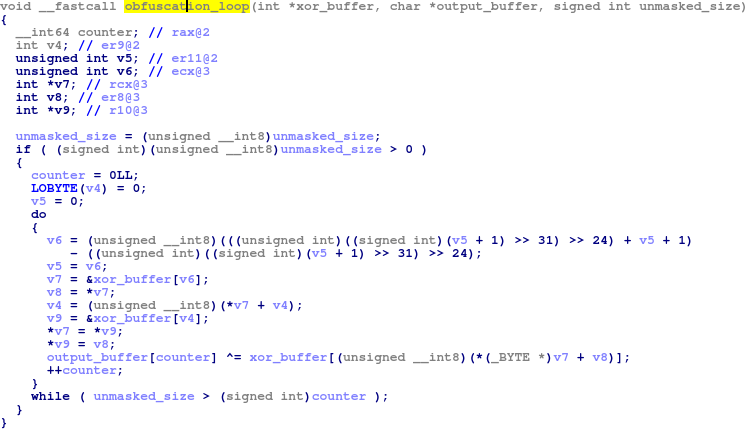 void __fastcall obfuscation_loop(int *xor_buffer, char *output_buffer, signed int unmasked_size)
{
  __int64 counter; // rax@2
  int v4; // er9@2
  unsigned int v5; // er11@2
  unsigned int v6; // ecx@3
  int *v7; // rcx@3
  int v8; // er8@3
  int *v9; // r10@3

  unmasked_size = (unsigned __int8)unmasked_size;
  if ( (signed int)(unsigned __int8)unmasked_size > 0 )
  {
    counter = 0LL;
    LOBYTE(v4) = 0;
    v5 = 0;
    do
    {
      v6 = (unsigned __int8)(((unsigned int)((signed int)(v5 + 1) >> 31) >> 24) + v5 + 1)
         - ((unsigned int)((signed int)(v5 + 1) >> 31) >> 24);
      v5 = v6;
      v7 = &xor_buffer[v6];
      v8 = *v7;
      v4 = (unsigned __int8)(*v7 + v4);
      v9 = &xor_buffer[v4];
      *v7 = *v9;
      *v9 = v8;
      output_buffer[counter] ^= xor_buffer[(unsigned __int8)(*(_BYTE *)v7 + v8)];
      ++counter;
    }
    while ( unmasked_size > (signed int)counter );
  }
}